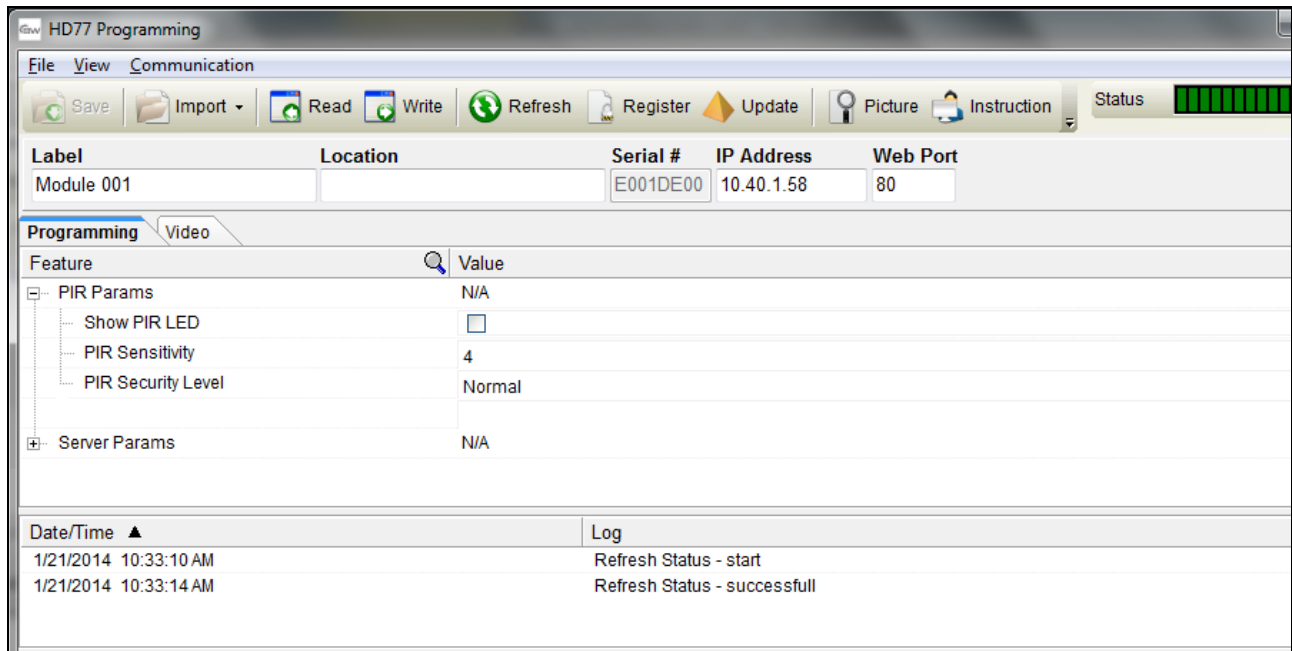 HD77 Programming
File View Communication
Save Import Read Write Refresh Register Update Picture Instruction Status
Label Location Serial # IP Address Web Port
Module 001 E001DE00 10.40.1.58 80
Programming Video
Feature Value
PIR Params N/A
Show PIR LED
PIR Sensitivity 4
PIR Security Level Normal
Server Params N/A
Date/Time Log
1/21/2014 10:33:10 AM Refresh Status - start
1/21/2014 10:33:14 AM Refresh Status - successfull